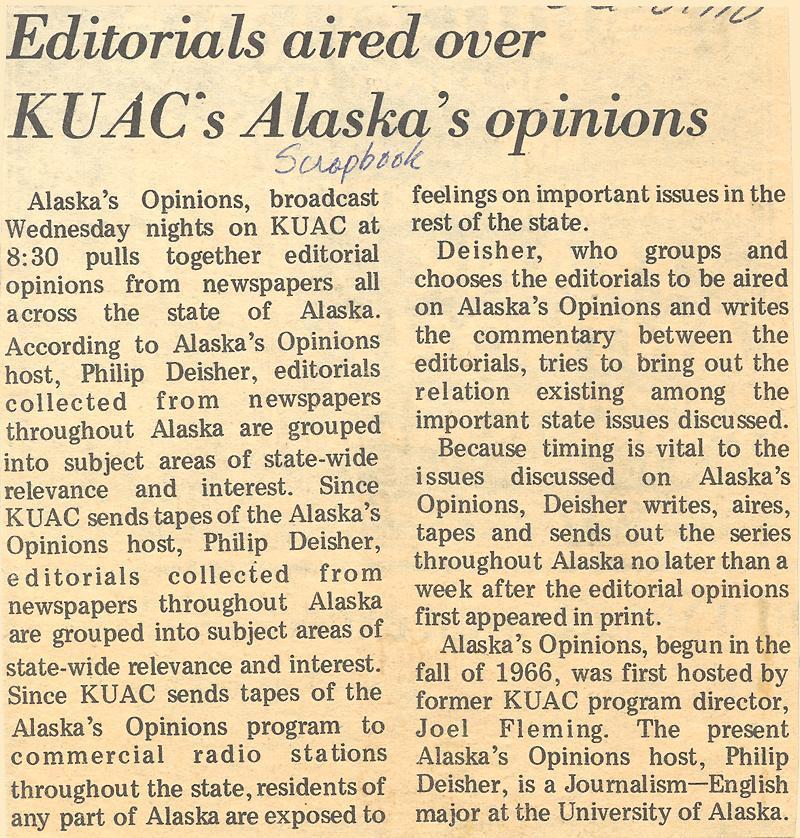 Editorials aired over
KUAC's Alaska's opinions
Scrapbook
Alaska's Opinions, broadcast
Wednesday nights on KUAC at
8:30 pulls together editorial
opinions from newspapers all
across the state of Alaska.
According to Alaska's Opinions
host, Philip Deisher, editorials
collected from newspapers
throughout Alaska are grouped
into subject areas of state-wide
relevance and interest. Since
KUAC sends tapes of the Alaska's
Opinions host, Philip Deisher,
editorials collected from
newspapers throughout Alaska
are grouped into subject areas of
state-wide relevance and interest.
Since KUAC sends tapes of the
Alaska's Opinions program to
commercial radio stations
throughout the state, residents of
any part of Alaska are exposed to
feelings on important issues in the
rest of the state.
Deisher, who groups and
chooses the editorials to be aired
on Alaska's Opinions and writes
the commentary between the
editorials, tries to bring out the
relation existing among the
important state issues discussed.
Because timing is vital to the
issues discussed on Alaska's
Opinions, Deisher writes, aires,
tapes and sends out the series
throughout Alaska no later than a
week after the editorial opinions
first appeared in print.
Alaska's Opinions, begun in the
fall of 1966, was first hosted by
former KUAC program director,
Joel Fleming. The present
Alaska's Opinions host, Philip
Deisher, is a Journalism—English
major at the University of Alaska.